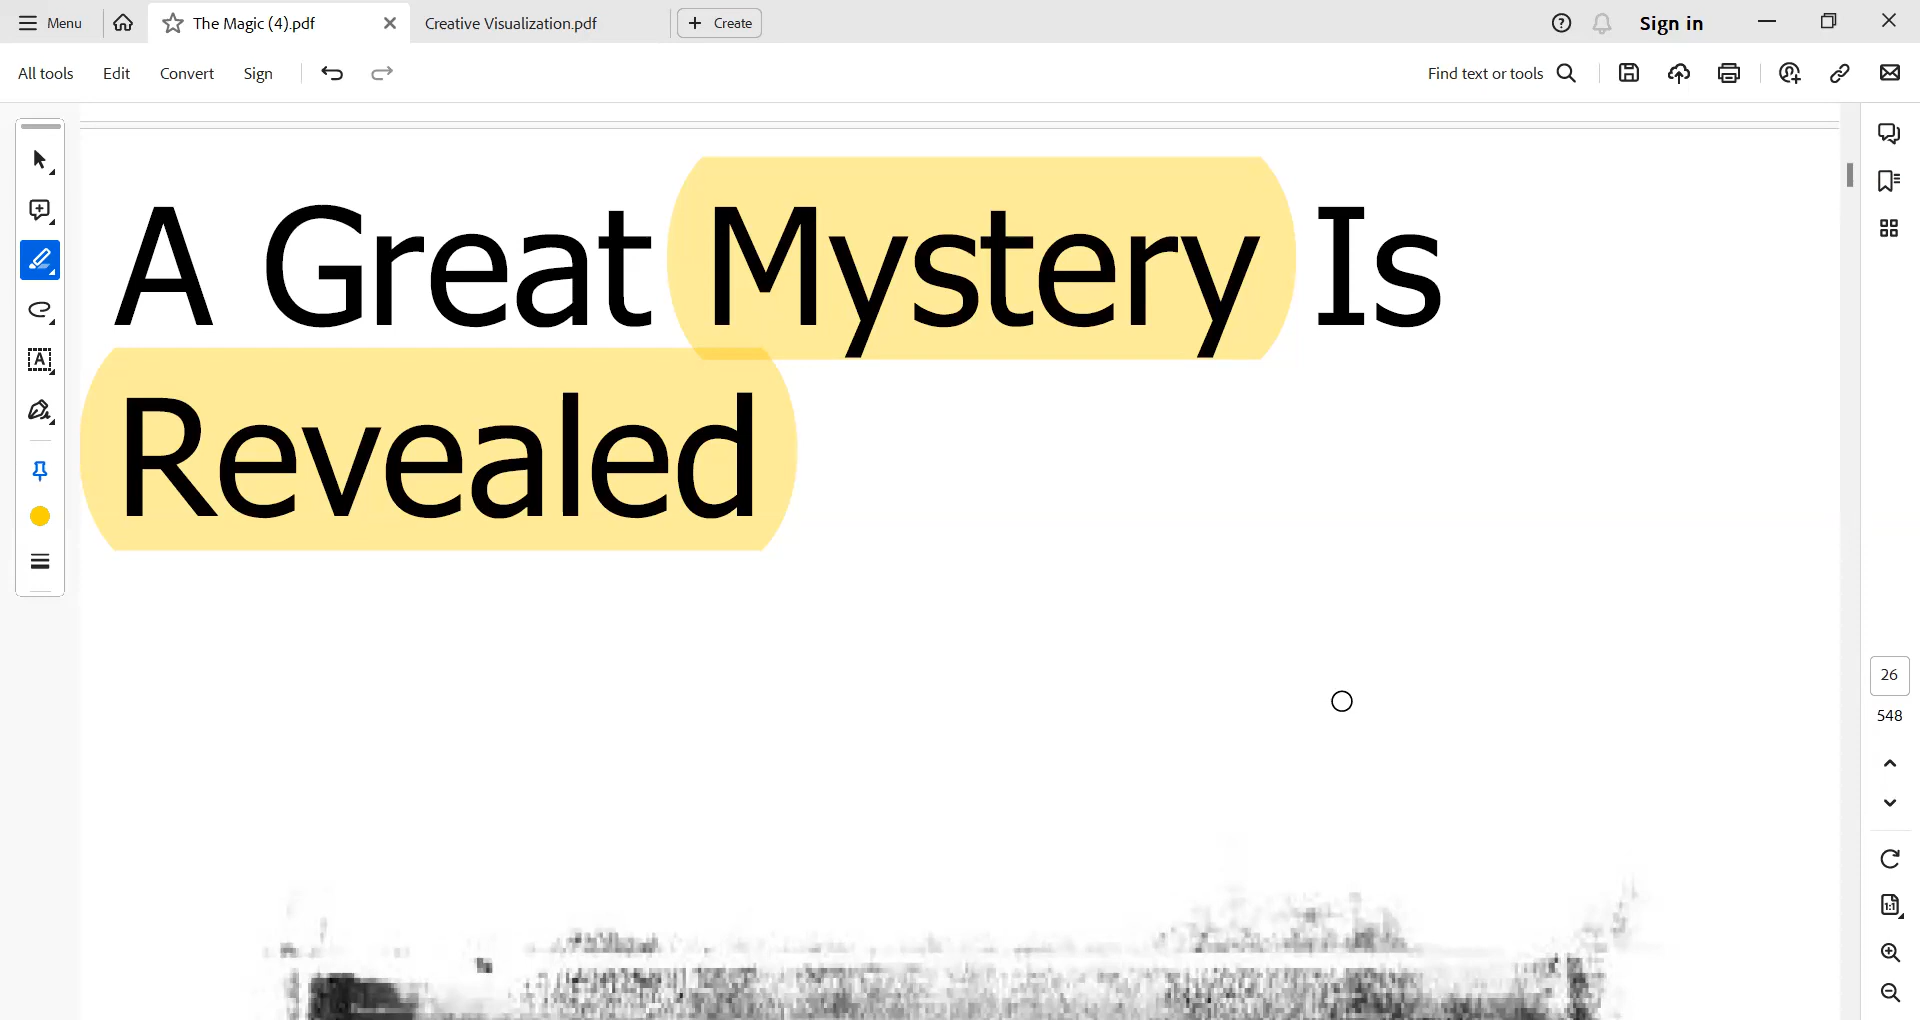 Menu
The Magic (4).pdf
Creative Visualization.pdf
Create
Sign in
All tools
Edit
Convert
Sign
Find text or tools
A Great Mystery Is
Revealed
26
548